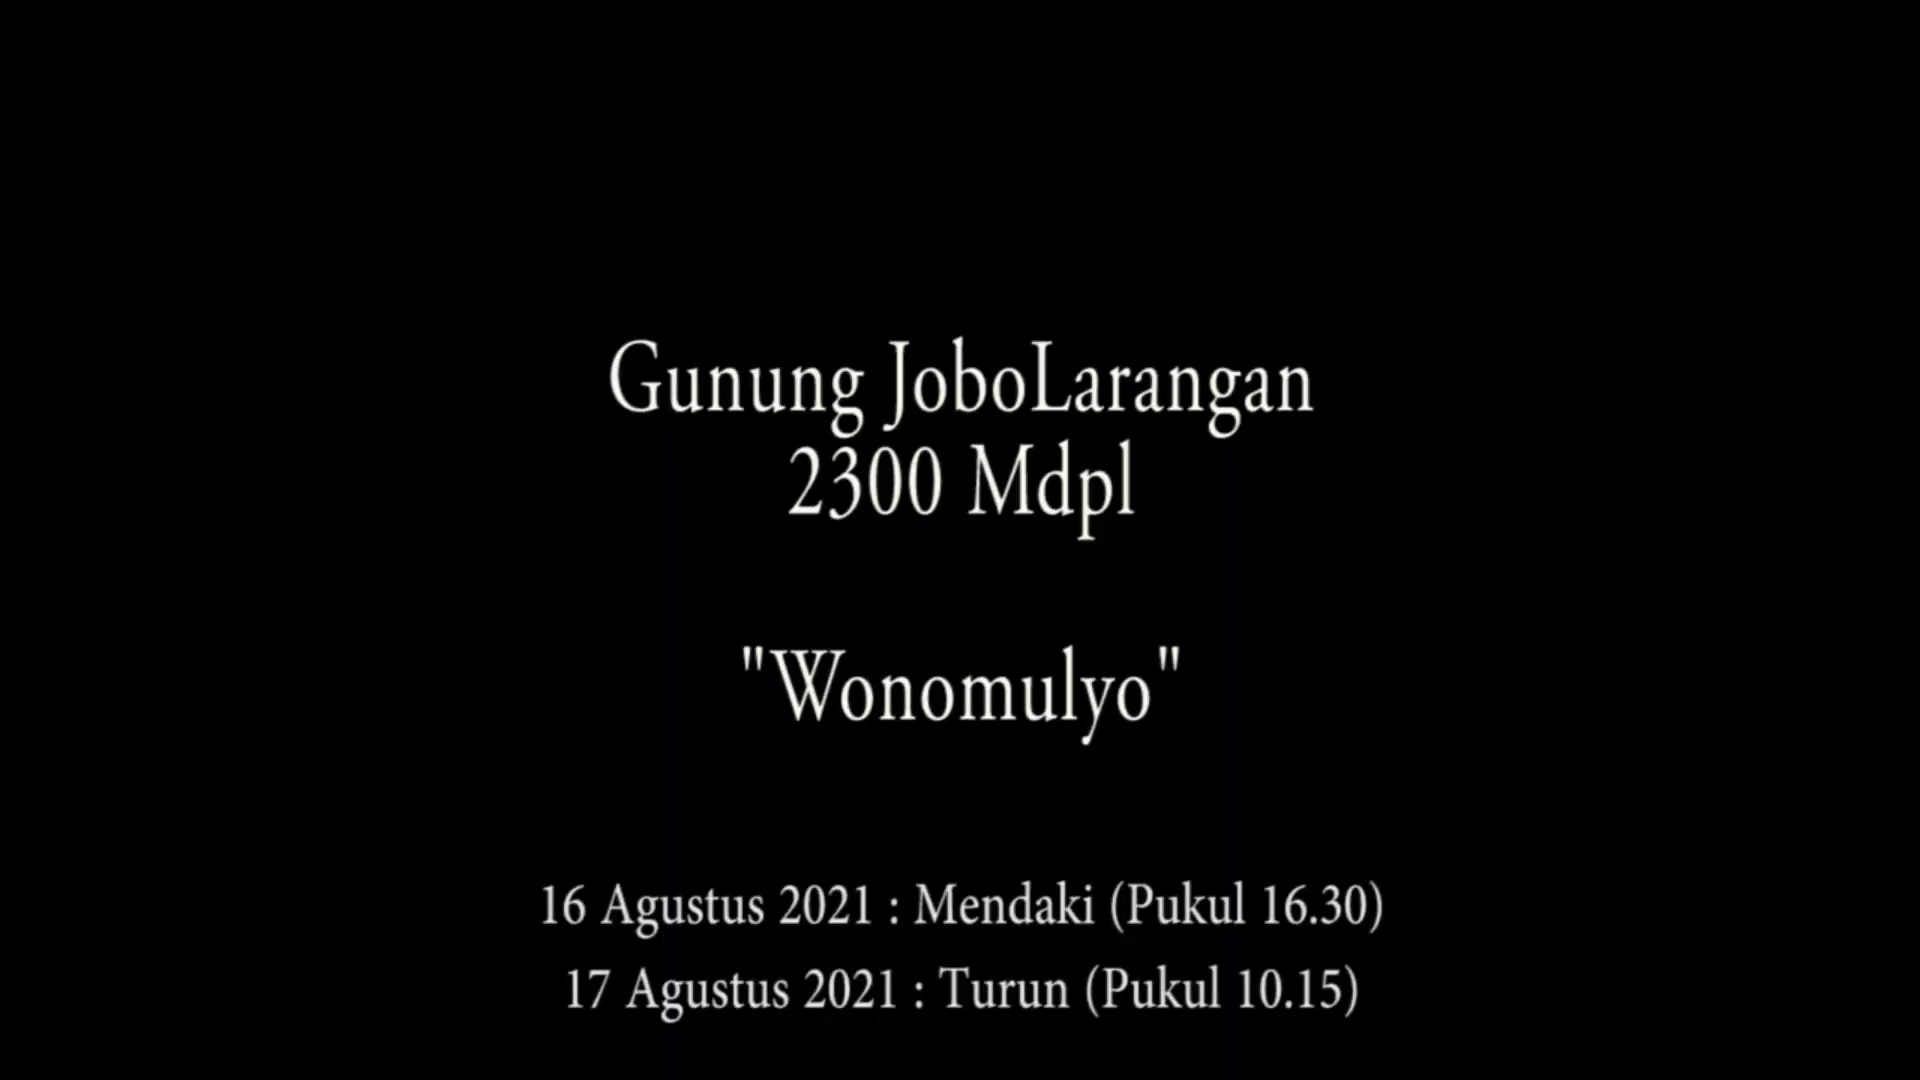 Gunung JoboLarangan
2300 Mdpl
"Wonomulyo"
16 Agustus 2021 : Mendaki (Pukul 16.30)
17 Agustus 2021 : Turun (Pukul 10.15)